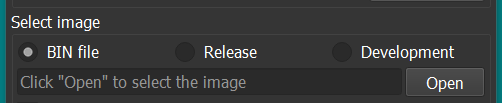 Select image
BIN file Release Development
Click "Open" to select the image Open